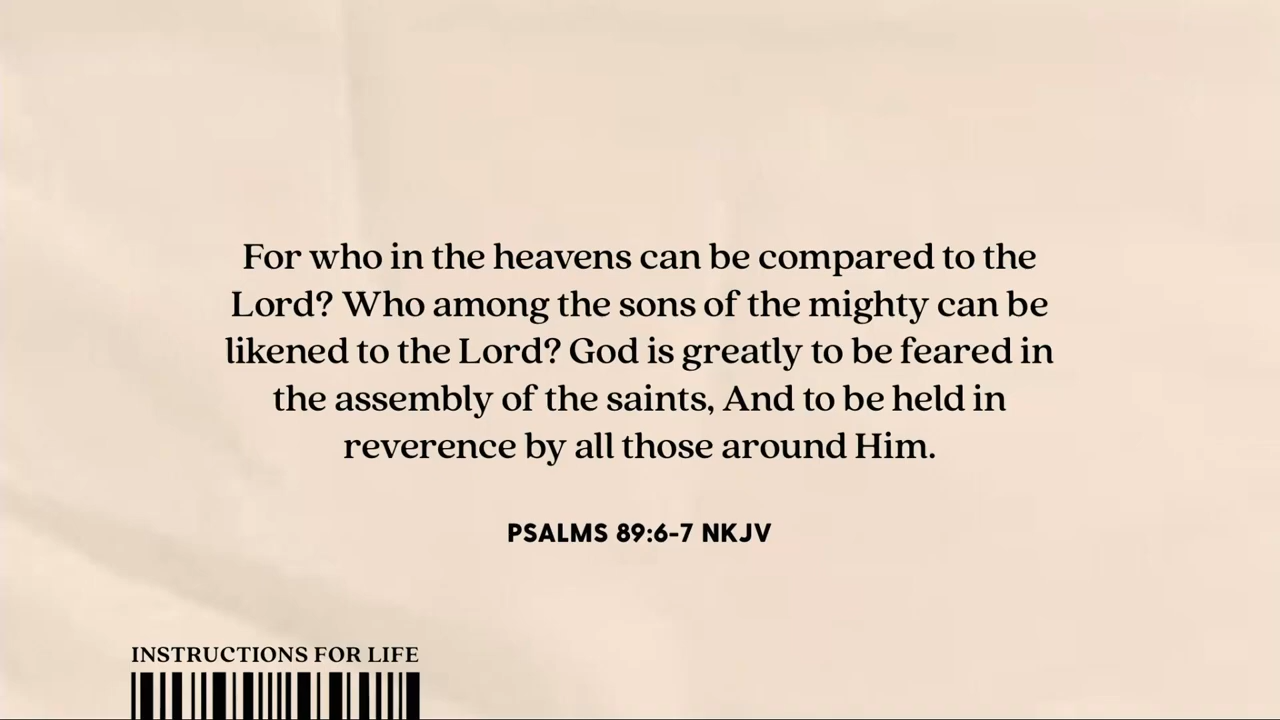 For who in the heavens can be compared to the
Lord? Who among the sons of the mighty can be
likened to the Lord? God is greatly to be feared in
the assembly of the saints, And to be held in
reverence by all those around Him.
PSALMS 89:6-7 NKJV
INSTRUCTIONS FOR LIFE